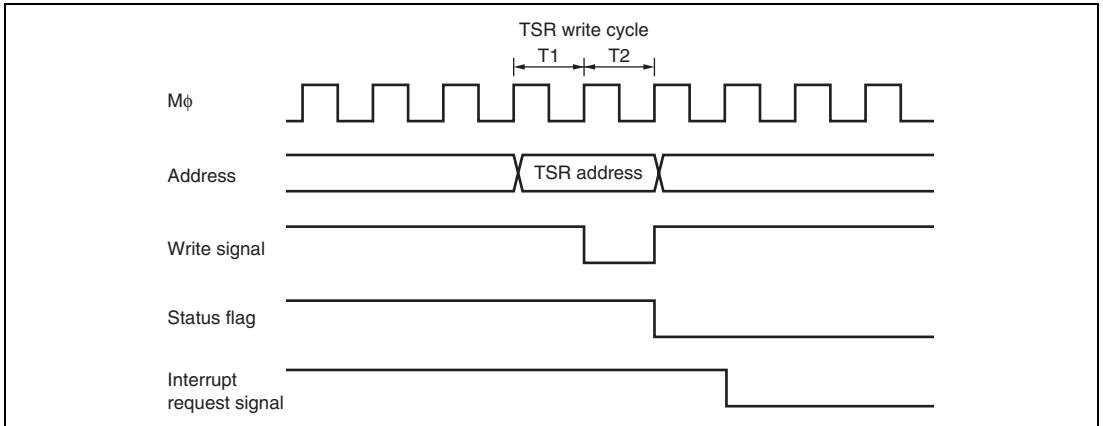 TSR write cycle
T1 T2
Mφ
Address
TSR address
Write signal
Status flag
Interrupt
request signal